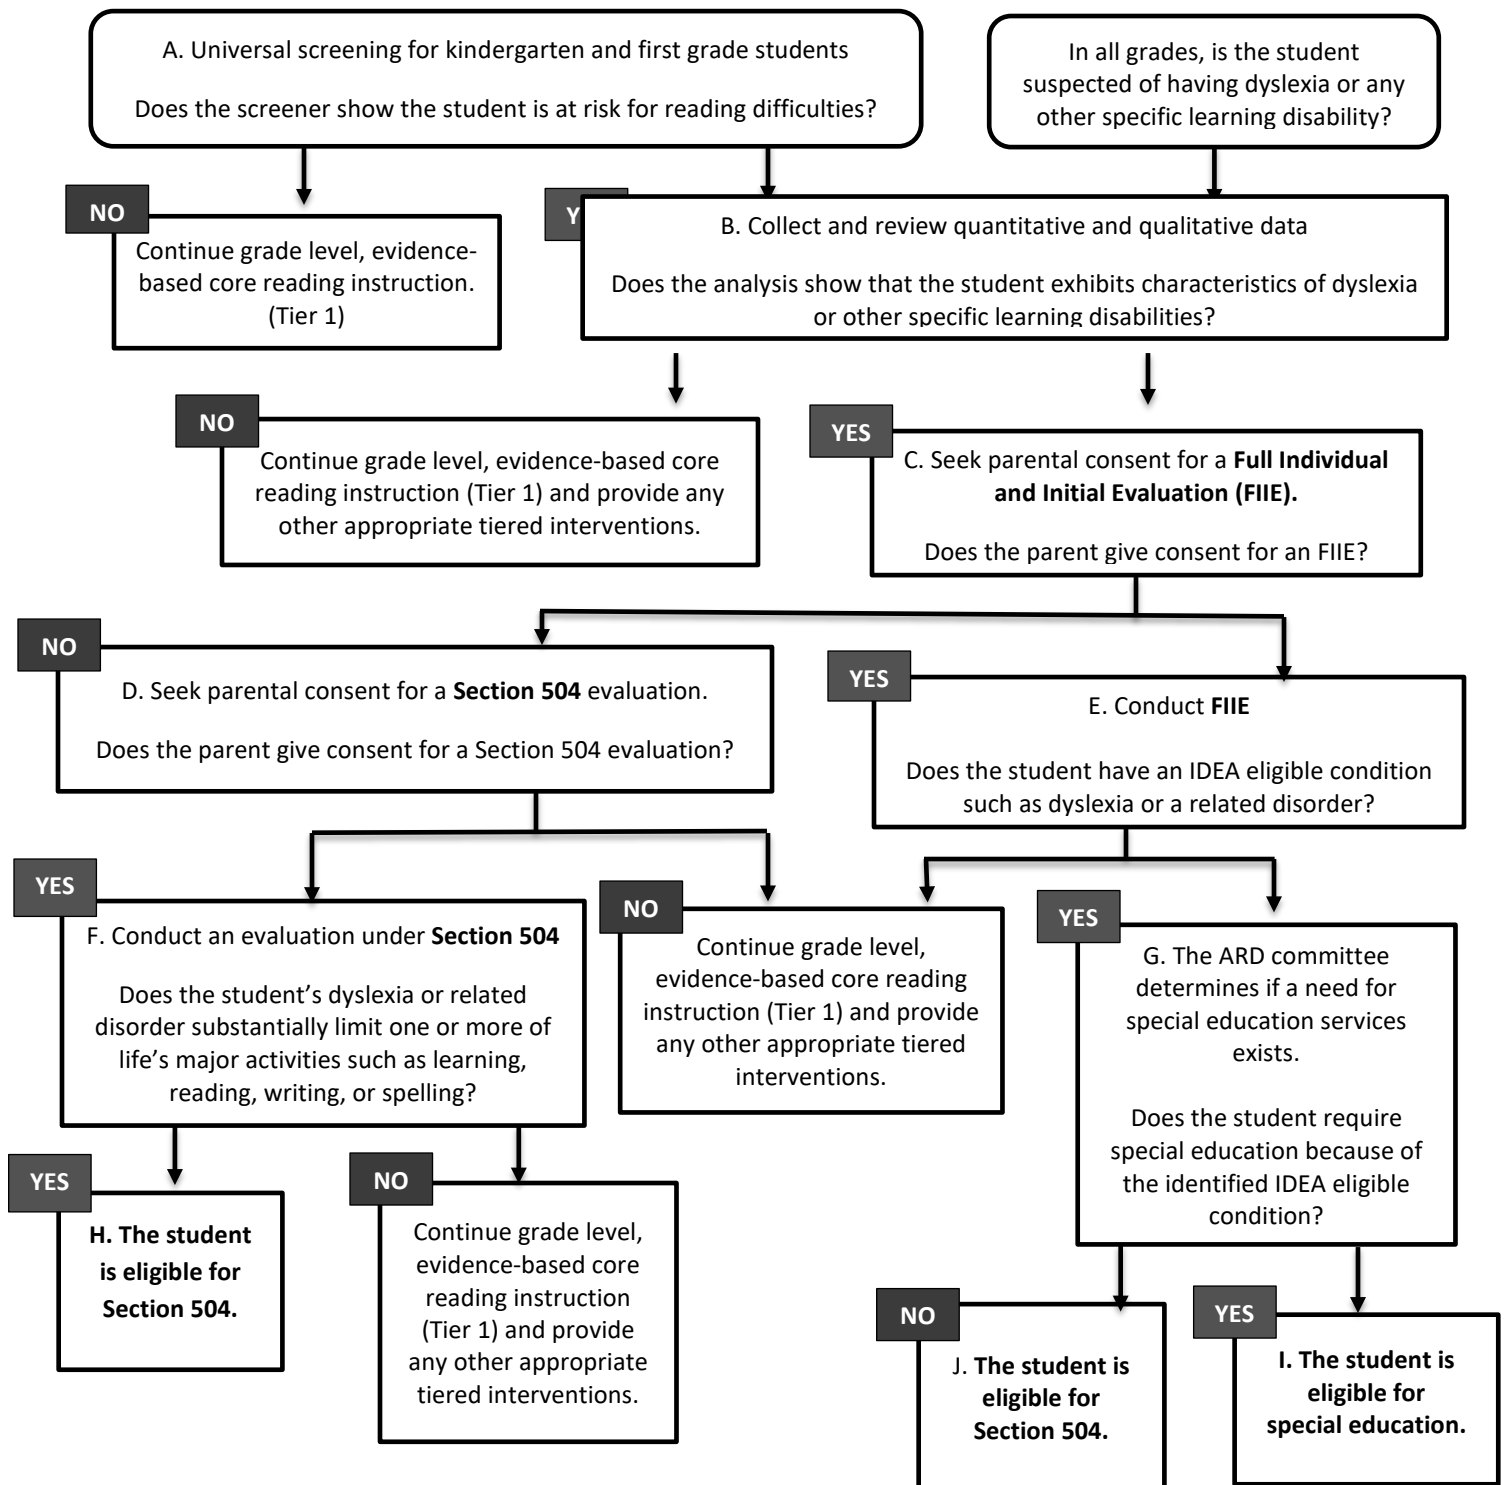 A. Universal screening for kindergarten and first grade students
Does the screener show the student is at risk for reading difficulties?
In all grades, is the student
suspected of having dyslexia or any
other specific learning disability?
NO
Continue grade level, evidence-
based core reading instruction.
(Tier 1)
Y
B. Collect and review quantitative and qualitative data
Does the analysis show that the student exhibits characteristics of dyslexia
or other specific learning disabilities?
NO
Continue grade level, evidence-based core
reading instruction (Tier 1) and provide any
other appropriate tiered interventions.
YES
C. Seek parental consent for a Full Individual
and Initial Evaluation (FIIE).
Does the parent give consent for an FIIE?
NO
D. Seek parental consent for a Section 504 evaluation.
Does the parent give consent for a Section 504 evaluation?
YES
E. Conduct FIIE
Does the student have an IDEA eligible condition
such as dyslexia or a related disorder?
YES
F. Conduct an evaluation under Section 504
Does the student’s dyslexia or related
disorder substantially limit one or more of
life’s major activities such as learning,
reading, writing, or spelling?
NO
Continue grade level,
evidence-based core reading
instruction (Tier 1) and provide
any other appropriate tiered
interventions.
YES
G. The ARD committee
determines if a need for
special education services
exists.
Does the student require
special education because of
the identified IDEA eligible
condition?
YES
H. The student
is eligible for
Section 504.
NO
Continue grade level,
evidence-based core
reading instruction
(Tier 1) and provide
any other appropriate
tiered interventions.
NO
J. The student is
eligible for
Section 504.
YES
I. The student is
eligible for
special education.